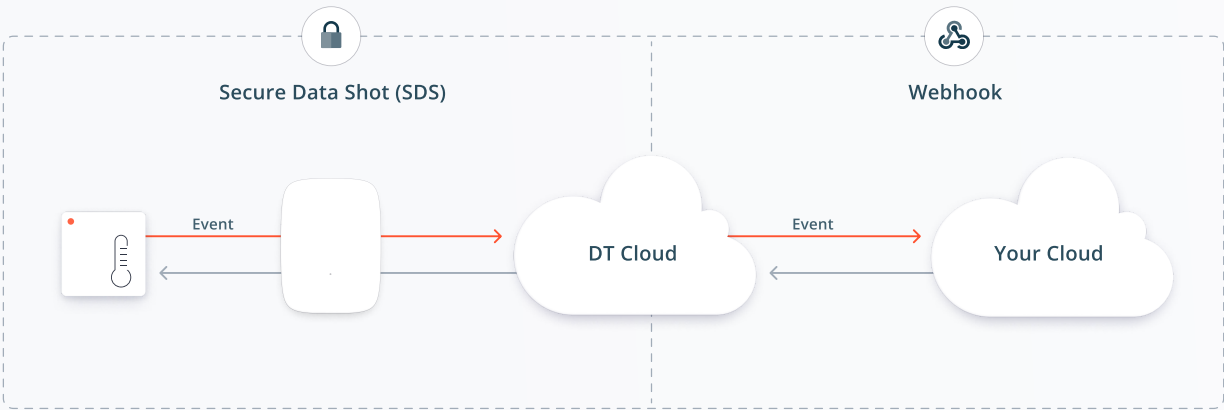 Secure Data Shot (SDS)
Webhook
Event
Event
DT Cloud
Your Cloud